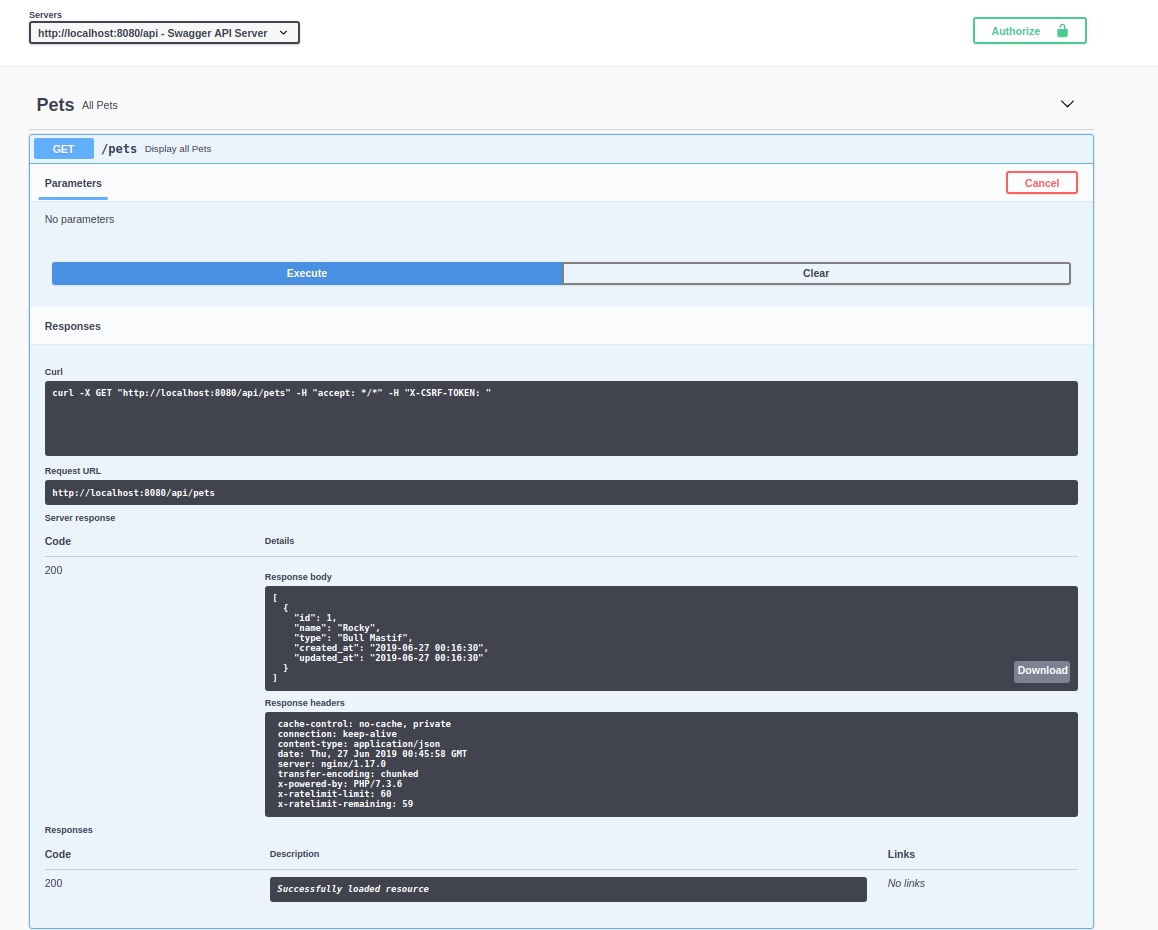 Servers
http://localhost:8080/api - Swagger API Server
Authorize
Pets All Pets
GET /pets Display all Pets
Parameters
Cancel
No parameters
Execute
Clear
Responses
Curl
curl -X GET "http://localhost:8080/api/pets" -H "accept: */*" -H "X-CSRF-TOKEN: "
Request URL
http://localhost:8080/api/pets
Server response
Code Details
200
Response body
[
  {
    "id": 1,
    "name": "Rocky",
    "type": "Bull Mastif",
    "created_at": "2019-06-27 00:16:30",
    "updated_at": "2019-06-27 00:16:30"
  }
]
Download
Response headers
cache-control: no-cache, private
connection: keep-alive
content-type: application/json
date: Thu, 27 Jun 2019 00:45:58 GMT
server: nginx/1.17.0
transfer-encoding: chunked
x-powered-by: PHP/7.3.6
x-ratelimit-limit: 60
x-ratelimit-remaining: 59
Responses
Code Description Links
200 Successfully loaded resource No links